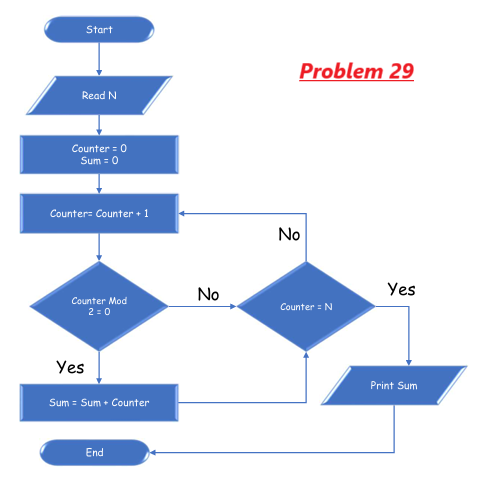 Start
Problem 29
Read N
Counter = 0
Sum = 0
Counter= Counter + 1
No
Counter Mod
2 = 0
No
Counter = N
Yes
Yes
Print Sum
Sum = Sum + Counter
End